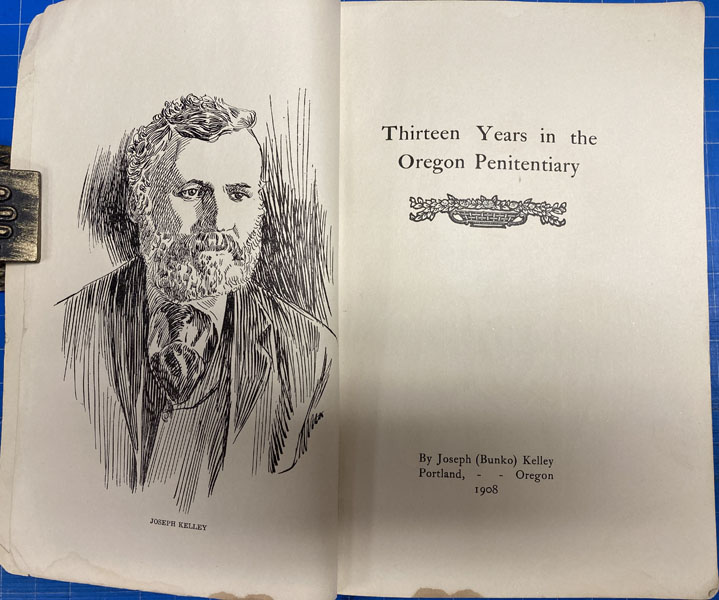 JOSEPH KELLEY
Thirteen Years in the
Oregon Penitentiary
By Joseph (Bunko) Kelley
Portland, - - Oregon
1908